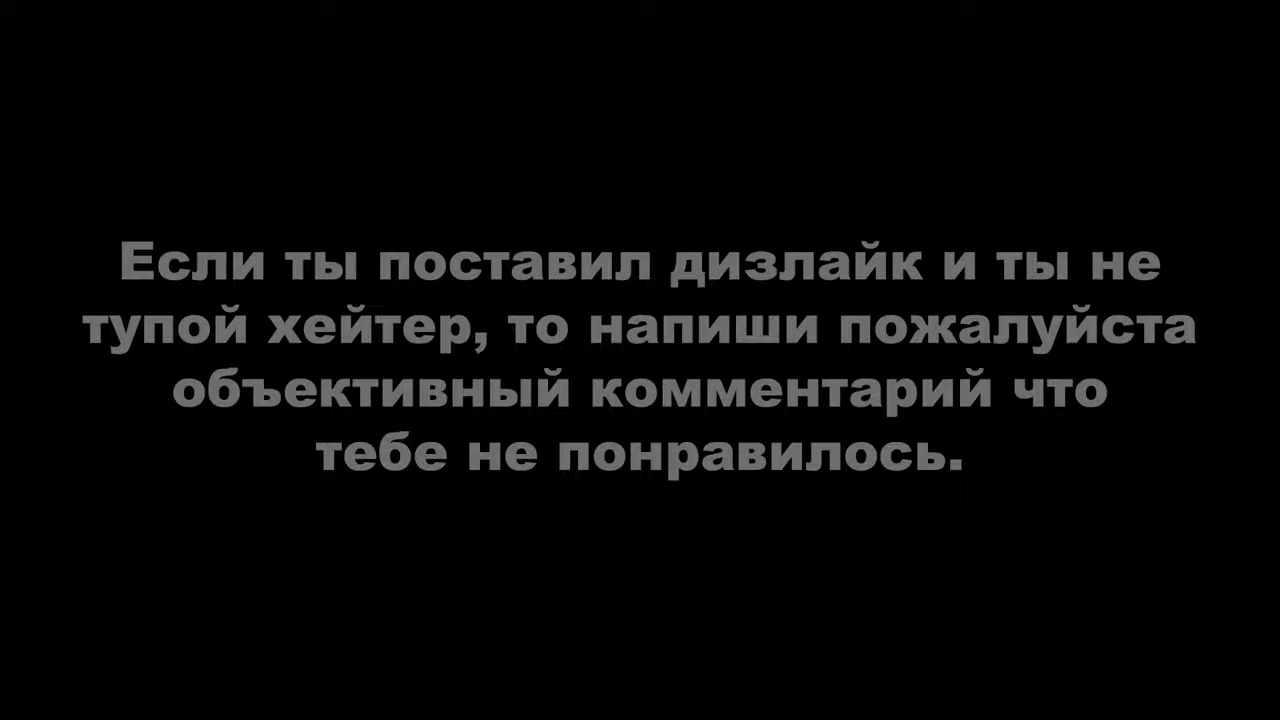 Если ты поставил дизлайк и ты не
тупой хейтер, то напиши пожалуйста
объективный комментарий что
тебе не понравилось.